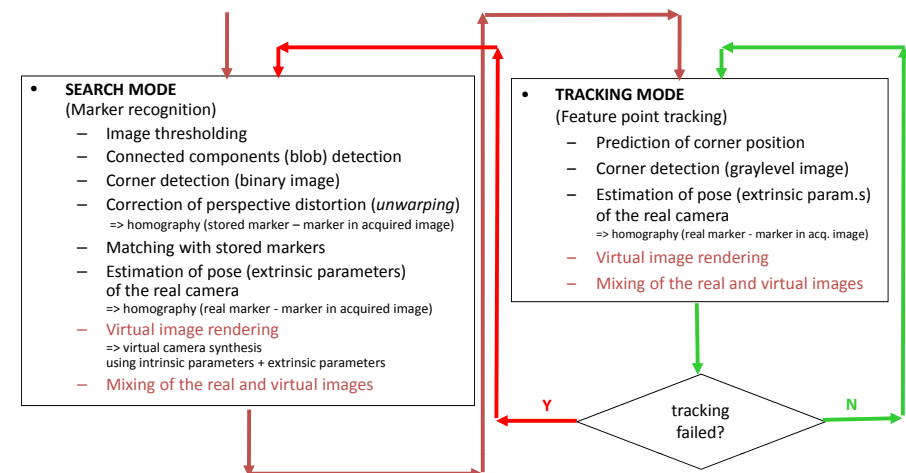 • SEARCH MODE
(Marker recognition)
– Image thresholding
– Connected components (blob) detection
– Corner detection (binary image)
– Correction of perspective distortion (unwarping)
=> homography (stored marker – marker in acquired image)
– Matching with stored markers
– Estimation of pose (extrinsic parameters)
of the real camera
=> homography (real marker - marker in acquired image)
– Virtual image rendering
=> virtual camera synthesis
using intrinsic parameters + extrinsic parameters
– Mixing of the real and virtual images
• TRACKING MODE
(Feature point tracking)
– Prediction of corner position
– Corner detection (graylevel image)
– Estimation of pose (extrinsic param.s)
of the real camera
=> homography (real marker - marker in acq. image)
– Virtual image rendering
– Mixing of the real and virtual images
Y
tracking
failed?
N